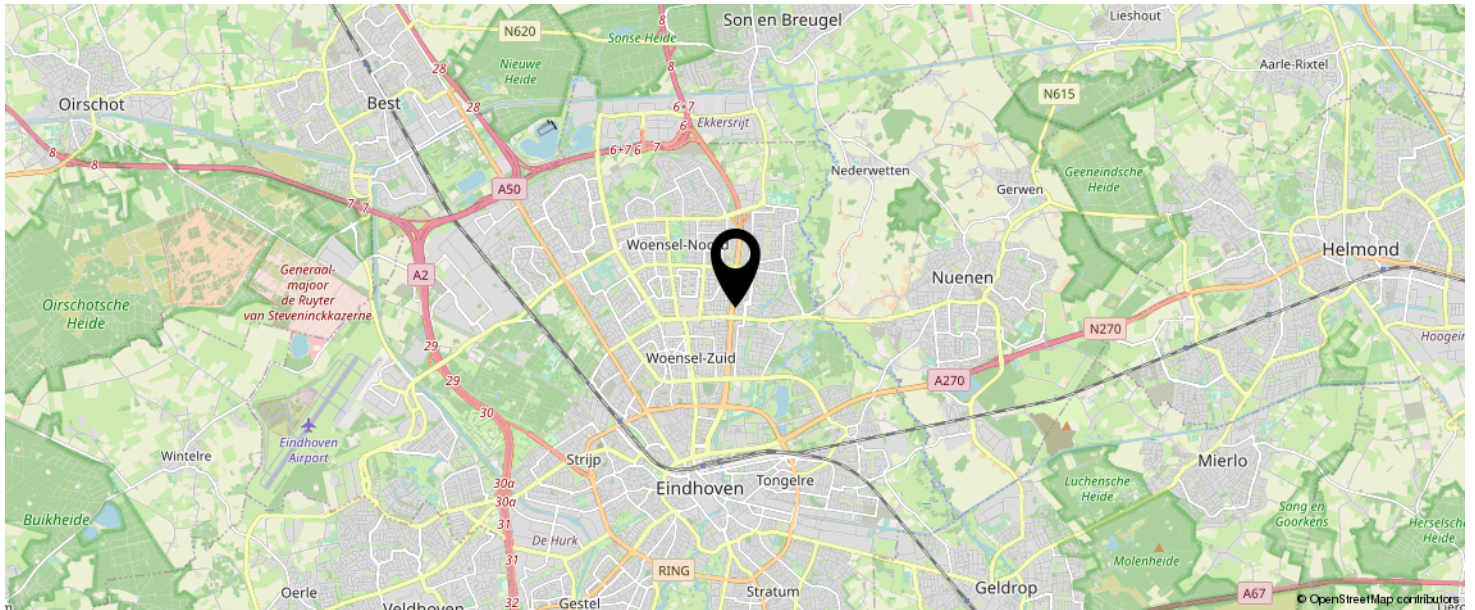 Son en Breugel
Lieshout
N620
Sonse Heide
8
Nieuwe
Heide
28
8
Aarle-Rixtel
N615
Oirschot
Best
28
6+7
6
Ekkersrijt
6+7
6
7
8
8
A50
Nederwetten
Geeneindsche
Heide
Gerwen
7
7
Woensel-Noord
Helmond
Generaal-
majoor
de Ruyter
van Steveninckkazerne
A2
Nuenen
Oirschotsche
Heide
N270
29
Woensel-Zuid
Hoogein
29
A270
30
Eindhoven
Airport
Wintelre
Strijp
Mierlo
30a
Eindhoven
Tongelre
Luchensche
Heide
30a
Sang en
Goorkens
Buikheide
31
De Hurk
Herselsche
Heide
31
RING
Molenheide
Oerle
32
Gestel
Stratum
Geldrop
A67
Veldhoven
© OpenStreetMap contributors